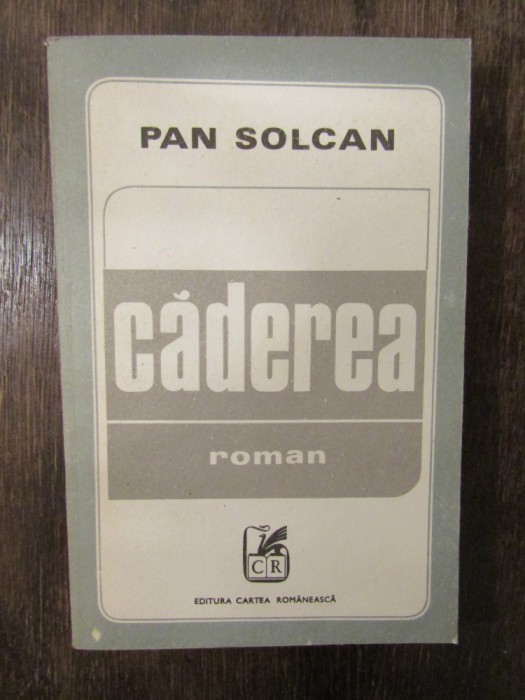 PAN SOLCAN
căderea
roman
CR
EDITURA CARTEA ROMÂNEASCĂ